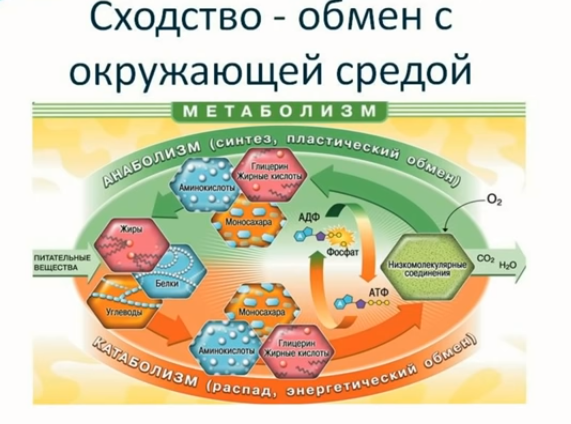 Сходство - обмен с
окружающей средой
МЕТАБОЛИЗМ
АНАБОЛИЗМ (синтез, пластический обмен)
Глицерин
Жирные кислоты
Аминокислоты
Моносахара
O₂
АДФ
Фосфат
Жиры
ПИТАТЕЛЬНЫЕ
ВЕЩЕСТВА
Белки
Углеводы
Низкомолекулярные
соединения
CO₂
H₂O
АТФ
Моносахара
Аминокислоты
Глицерин
Жирные кислоты
КАТАБОЛИЗМ (распад, энергетический обмен)